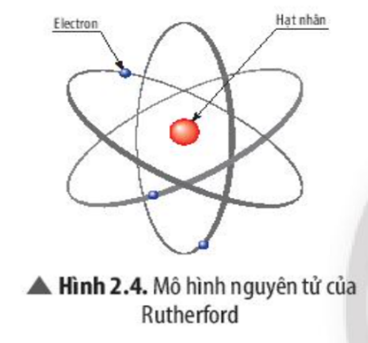 Electron
Hạt nhân
▲ Hình 2.4. Mô hình nguyên tử của
Rutherford